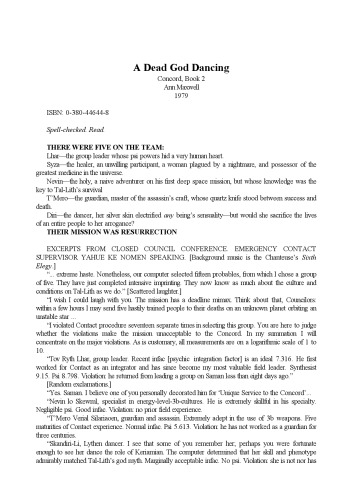 A Dead God Dancing
Concord, Book 2
Ann Maxwell
1979
ISBN: 0-380-44644-8
Spell-checked. Read.
THERE WERE FIVE ON THE TEAM:
Lhar—the group leader whose psi powers hid a very human heart.
Syza—the healer, an unwilling participant, a woman plagued by a nightmare, and possessor of the
greatest medicine in the universe.
Nevin—the holy, a naive adventurer on his first deep space mission, but whose knowledge was the
key to Tal-Lith's survival
T'Mero—the guardian, master of the assassin's craft, whose quartz knife stood between success and
death.
Din—the dancer, her silver skin electrified any being's sensuality—but would she sacrifice the lives
of an entire people to her arrogance?
THEIR MISSION WAS RESURRECTION
EXCERPTS FROM CLOSED COUNCIL CONFERENCE. EMERGENCY CONTACT
SUPERVISOR YAHUE KE NOMEN SPEAKING. [Background music is the Chanteuse's Sixth
Elegy.]
"... extreme haste. Nonetheless, our computer selected fifteen probables, from which I chose a group
of five. They have just completed intensive imprinting. They now know as much about the culture and
conditions on Tal-Lith as we do." [Scattered laughter.]
"I wish I could laugh with you. The mission has a deadline mimax. Think about that, Councilors:
within a few hours I may send five hastily trained people to their deaths on an unknown planet orbiting an
unstable star ...
"I violated Contact procedure seventeen separate times in selecting this group. You are here to judge
whether the violations make the mission unacceptable to the Concord. In my summation I will
concentrate on the major violations. As is customary, all measurements are on a logarithmic scale of 1 to
10.
"Tov Ryth Lhar, group leader. Recent infac [psychic integration factor] is an ideal 7.316. He first
worked for Contact as an integrator and has since become my most valuable field leader. Synthesist
9.15. Psi 8.798. Violation: he returned from leading a group on Saman less than eight days ago."
[Random exclamations.]
"Yes. Saman. I believe one of you personally decorated him for 'Unique Service to the Concord'...
"Nevin ko Skewml, specialist in energy-level-3b-cultures. He is extremely skillful in his specialty.
Negligible psi. Good infac. Violation: no prior field experience.
"T'Meto Verial Silarnoen, guardian and assassin. Extremely adept in the use of 3b weapons. Five
maturities of Contact experience. Normal infac. Psi 5.613. Violation: he has not worked as a guardian for
three centuries.
"Skandiri-Li, Lythen dancer. I see that some of you remember her; perhaps you were fortunate
enough to see her dance the role of Keriamian. The computer determined that her skill and phenotype
admirably matched Tal-Lith's god myth. Marginally acceptable infac. No psi. Violation: she is not nor has